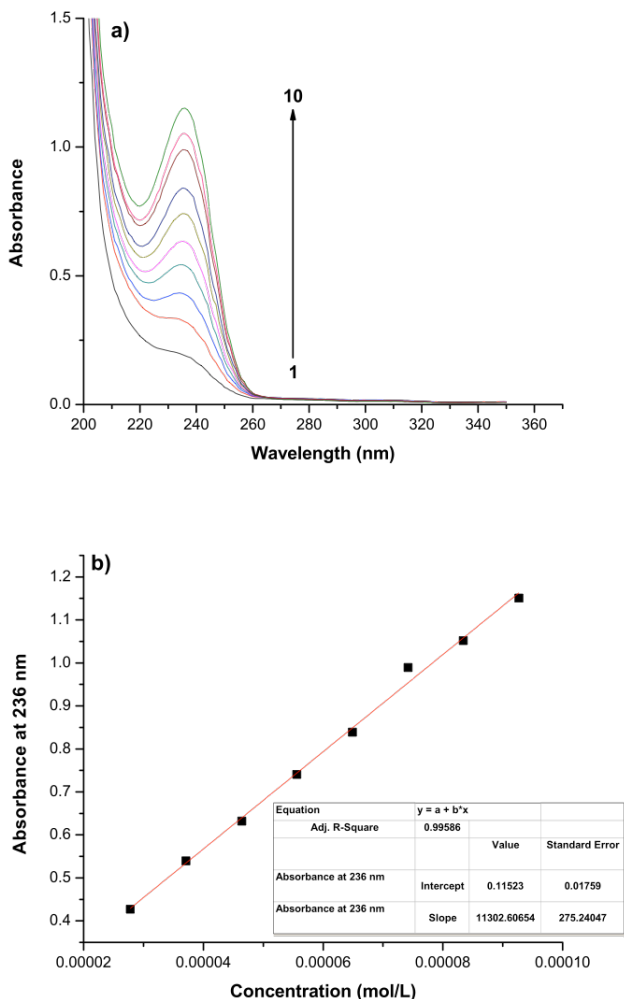 a)
1.5
1.0
0.5
0.0
Absorbance
10
1
200 220 240 260 280 300 320 340 360
Wavelength (nm)
b)
1.2
1.1
1.0
0.9
0.8
0.7
0.6
0.5
0.4
Absorbance at 236 nm
Equation y = a + b*x
Adj. R-Square 0.99586
Value Standard Error
Absorbance at 236 nm Intercept 0.11523 0.01759
Absorbance at 236 nm Slope 11302.60654 275.24047
0.00002 0.00004 0.00006 0.00008 0.00010
Concentration (mol/L)